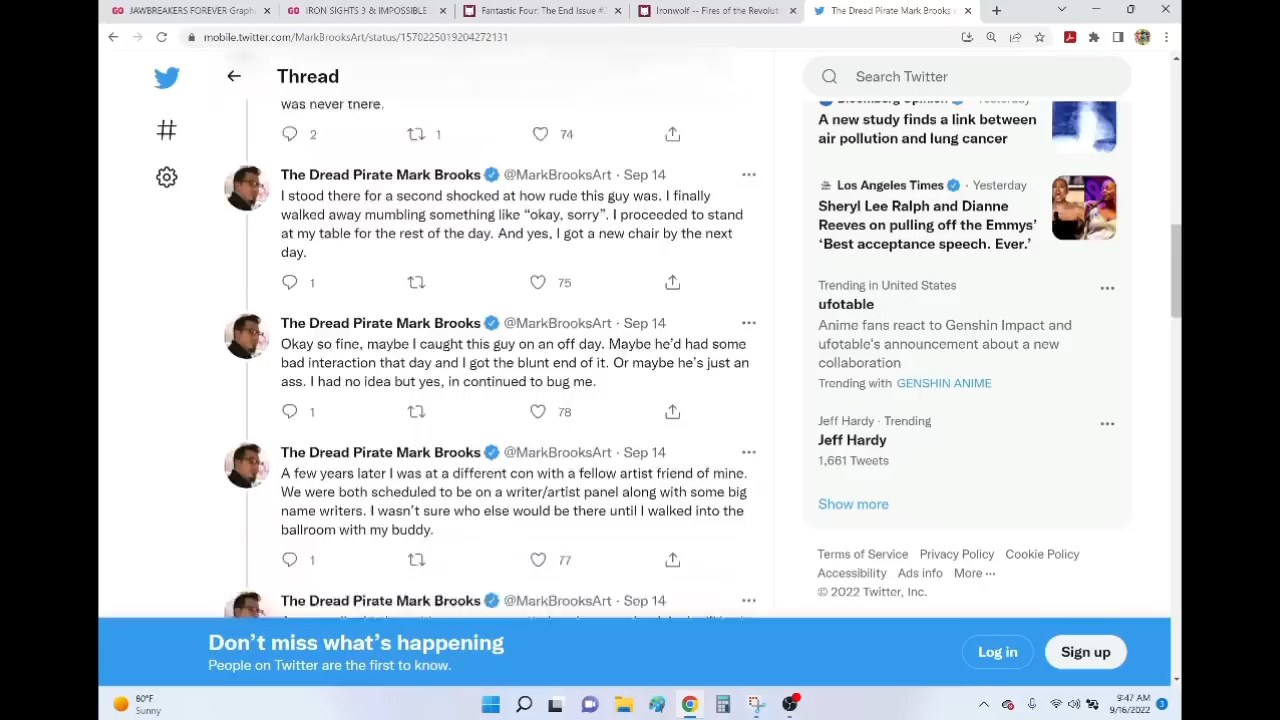 JAWBREAKERS FOREVER Graph
IRON SIGHTS 3 & IMPOSSIBLE
Fantastic Four: The End Issue #
Ironwolf -- Fires of the Revolut
The Dread Pirate Mark Brooks
mobile.twitter.com/MarkBrooksArt/status/1570225019204272131
Thread
Search Twitter
was never there.
2
1
74
The Dread Pirate Mark Brooks @MarkBrooksArt · Sep 14
I stood there for a second shocked at how rude this guy was. I finally
walked away mumbling something like “okay, sorry”. I proceeded to stand
at my table for the rest of the day. And yes, I got a new chair by the next
day.
1
75
The Dread Pirate Mark Brooks @MarkBrooksArt · Sep 14
Okay so fine, maybe I caught this guy on an off day. Maybe he’d had some
bad interaction that day and I got the blunt end of it. Or maybe he’s just an
ass. I had no idea but yes, in continued to bug me.
1
78
The Dread Pirate Mark Brooks @MarkBrooksArt · Sep 14
A few years later I was at a different con with a fellow artist friend of mine.
We were both scheduled to be on a writer/artist panel along with some big
name writers. I wasn’t sure who else would be there until I walked into the
ballroom with my buddy.
1
77
The Dread Pirate Mark Brooks @MarkBrooksArt · Sep 14
Bloomberg Opinion · Yesterday
A new study finds a link between
air pollution and lung cancer
Los Angeles Times · Yesterday
Sheryl Lee Ralph and Dianne
Reeves on pulling off the Emmys’
‘Best acceptance speech. Ever.’
Trending in United States
ufotable
Anime fans react to Genshin Impact and
ufotable's announcement about a new
collaboration
Trending with GENSHIN ANIME
Jeff Hardy · Trending
Jeff Hardy
1,661 Tweets
Show more
Terms of Service Privacy Policy Cookie Policy
Accessibility Ads info More ···
© 2022 Twitter, Inc.
Don’t miss what’s happening
People on Twitter are the first to know.
Log in
Sign up
60°F
Sunny
9:47 AM
9/16/2022
3